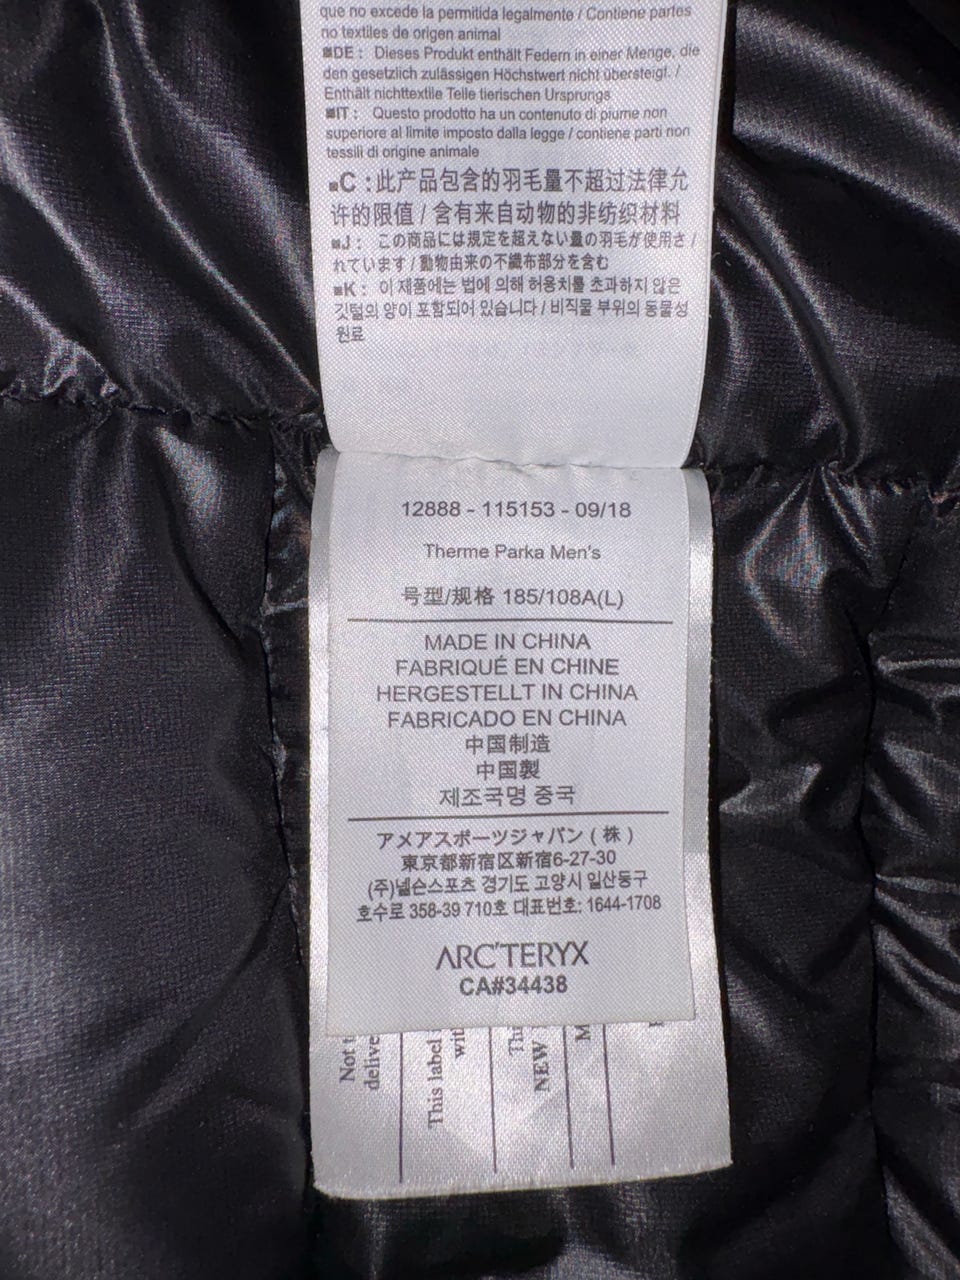 que no excede la permitida legalmente / Contiene partes
no textiles de origen animal
■DE : Dieses Produkt enthält Federn in einer Menge, die
den gesetzlich zulässigen Höchstwert nicht übersteigt. /
Enthält nichttextile Teile tierischen Ursprungs
■IT : Questo prodotto ha un contenuto di piume non
superiore al limite imposto dalla legge / contiene parti non
tessili di origine animale
■C : 此产品包含的羽毛量不超过法律允
许的限值 / 含有来自动物的非纺织材料
■J : この商品には規定を超えない量の羽毛が使用さ /
れています / 動物由来の不織布部分を含む
■K : 이 제품에는 법에 의해 허용치를 초과하지 않은
깃털의 양이 포함되어 있습니다 / 비직물 부위의 동물성
원료
12888 - 115153 - 09/18
Therme Parka Men's
号型/规格 185/108A(L)
MADE IN CHINA
FABRIQUÉ EN CHINE
HERGESTELLT IN CHINA
FABRICADO EN CHINA
中国制造
中国製
제조국명 중국
アメアスポーツジャパン ( 株 )
東京都新宿区新宿6-27-30
(주)넬슨스포츠 경기도 고양시 일산동구
호수로 358-39 710호 대표번호: 1644-1708
ARC'TERYX
CA#34438
Not
delive
This label
wit
NEW